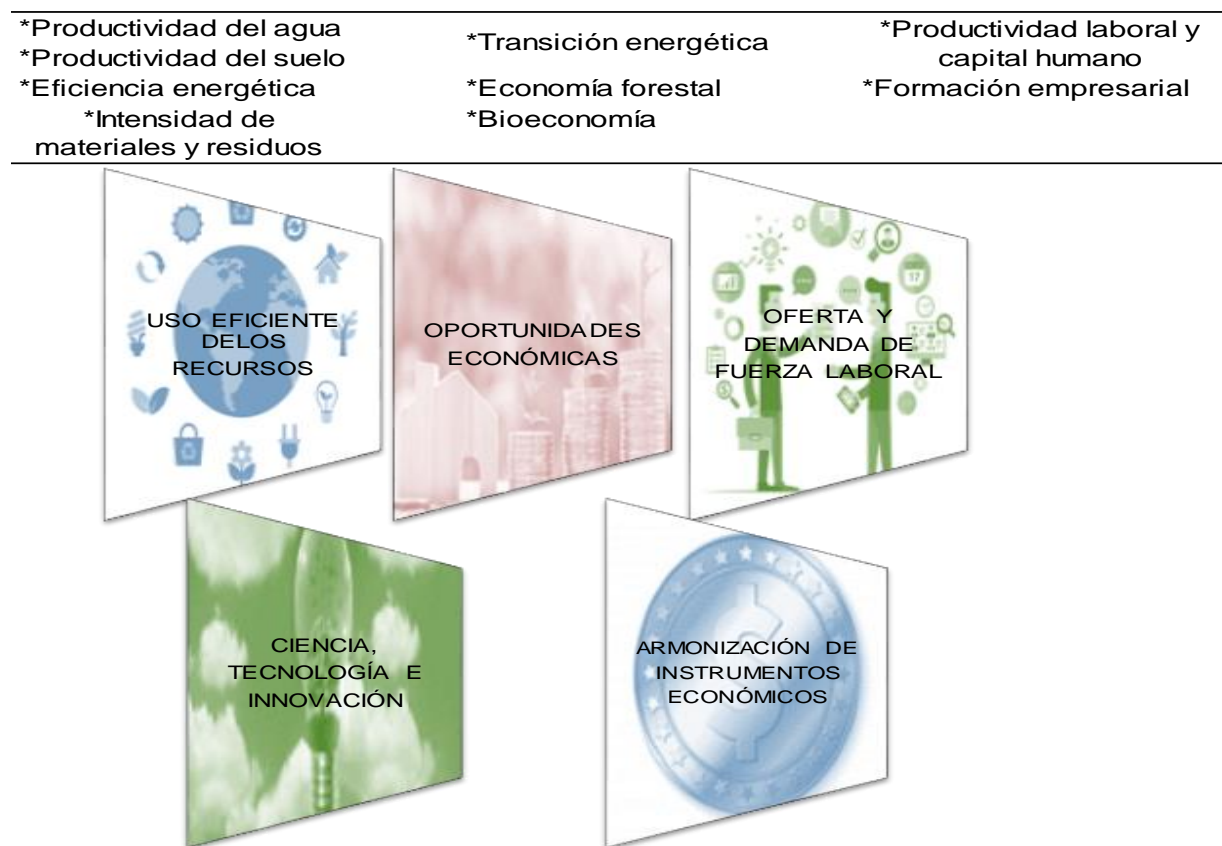 *Productividad del agua
*Productividad del suelo
*Eficiencia energética
*Intensidad de
materiales y residuos
*Transición energética
*Economía forestal
*Bioeconomía
*Productividad laboral y
capital humano
*Formación empresarial
USO EFICIENTE
DELOS
RECURSOS
OPORTUNIDADES
ECONÓMICAS
OFERTA Y
DEMANDA DE
FUERZA LABORAL
17
CIENCIA,
TECNOLOGÍA E
INNOVACIÓN
ARMONIZACIÓN DE
INSTRUMENTOS
ECONÓMICOS